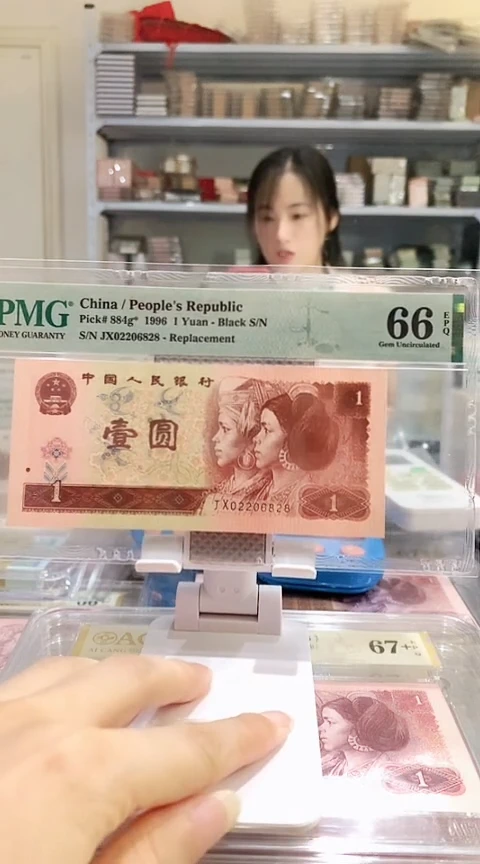 PMG®
ONEY GUARANTY
China / People's Republic
Pick# 884g* 1996 1 Yuan - Black S/N
S/N JX02206828 - Replacement
66
EPQ
Gem Uncirculated
中国人民银行
1
壹圆
1
JX02206828
1
67+
1
1